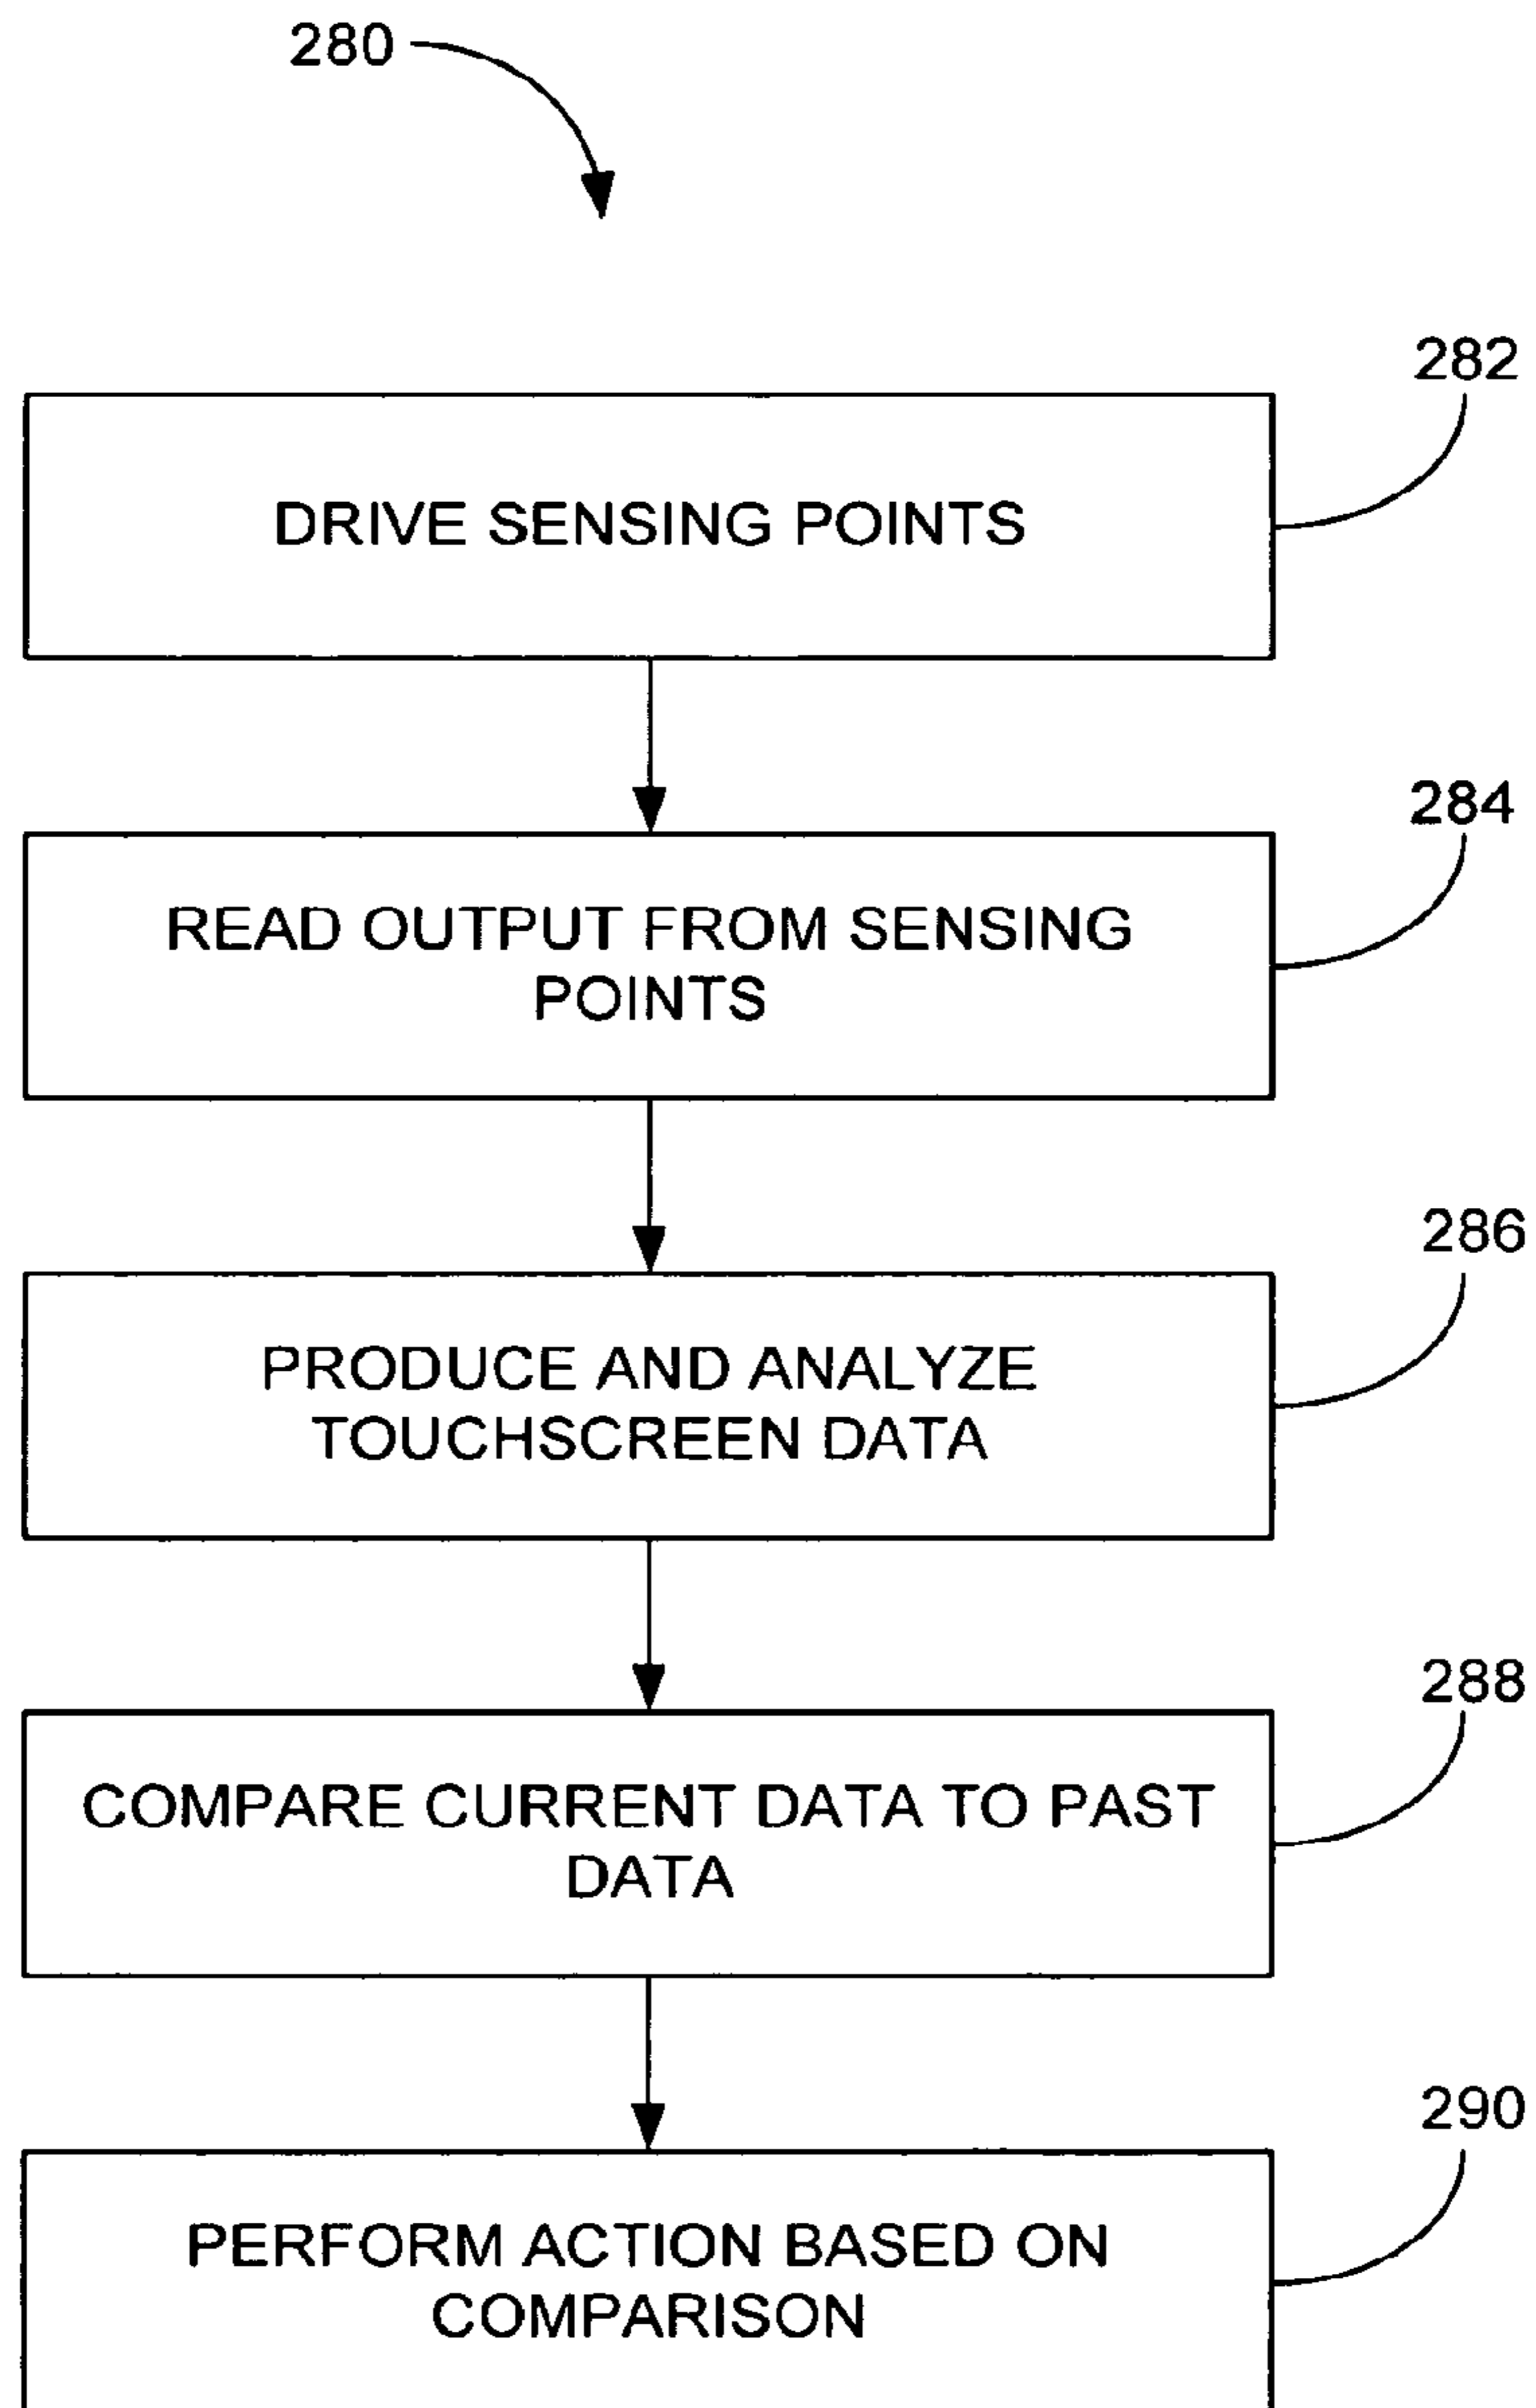 280
282
DRIVE SENSING POINTS
284
READ OUTPUT FROM SENSING
POINTS
286
PRODUCE AND ANALYZE
TOUCHSCREEN DATA
288
COMPARE CURRENT DATA TO PAST
DATA
290
PERFORM ACTION BASED ON
COMPARISON